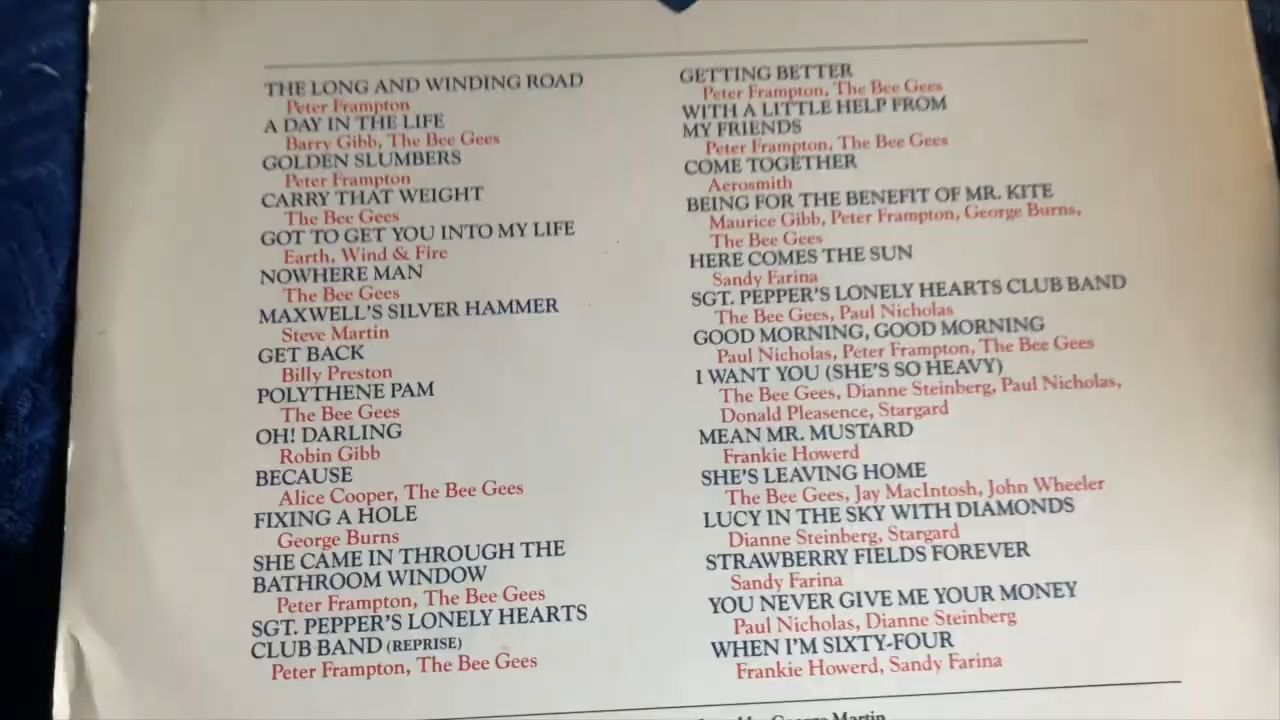 THE LONG AND WINDING ROAD
Peter Frampton
A DAY IN THE LIFE
Barry Gibb, The Bee Gees
GOLDEN SLUMBERS
Peter Frampton
CARRY THAT WEIGHT
The Bee Gees
GOT TO GET YOU INTO MY LIFE
Earth, Wind & Fire
NOWHERE MAN
The Bee Gees
MAXWELL'S SILVER HAMMER
Steve Martin
GET BACK
Billy Preston
POLYTHENE PAM
The Bee Gees
OH! DARLING
Robin Gibb
BECAUSE
Alice Cooper, The Bee Gees
FIXING A HOLE
George Burns
SHE CAME IN THROUGH THE
BATHROOM WINDOW
Peter Frampton, The Bee Gees
SGT. PEPPER'S LONELY HEARTS
CLUB BAND (REPRISE)
Peter Frampton, The Bee Gees
GETTING BETTER
Peter Frampton, The Bee Gees
WITH A LITTLE HELP FROM
MY FRIENDS
Peter Frampton, The Bee Gees
COME TOGETHER
Aerosmith
BEING FOR THE BENEFIT OF MR. KITE
Maurice Gibb, Peter Frampton, George Burns,
The Bee Gees
HERE COMES THE SUN
Sandy Farina
SGT. PEPPER'S LONELY HEARTS CLUB BAND
The Bee Gees, Paul Nicholas
GOOD MORNING, GOOD MORNING
Paul Nicholas, Peter Frampton, The Bee Gees
I WANT YOU (SHE'S SO HEAVY)
The Bee Gees, Dianne Steinberg, Paul Nicholas,
Donald Pleasence, Stargard
MEAN MR. MUSTARD
Frankie Howerd
SHE'S LEAVING HOME
The Bee Gees, Jay MacIntosh, John Wheeler
LUCY IN THE SKY WITH DIAMONDS
Dianne Steinberg, Stargard
STRAWBERRY FIELDS FOREVER
Sandy Farina
YOU NEVER GIVE ME YOUR MONEY
Paul Nicholas, Dianne Steinberg
WHEN I'M SIXTY-FOUR
Frankie Howerd, Sandy Farina
George Martin